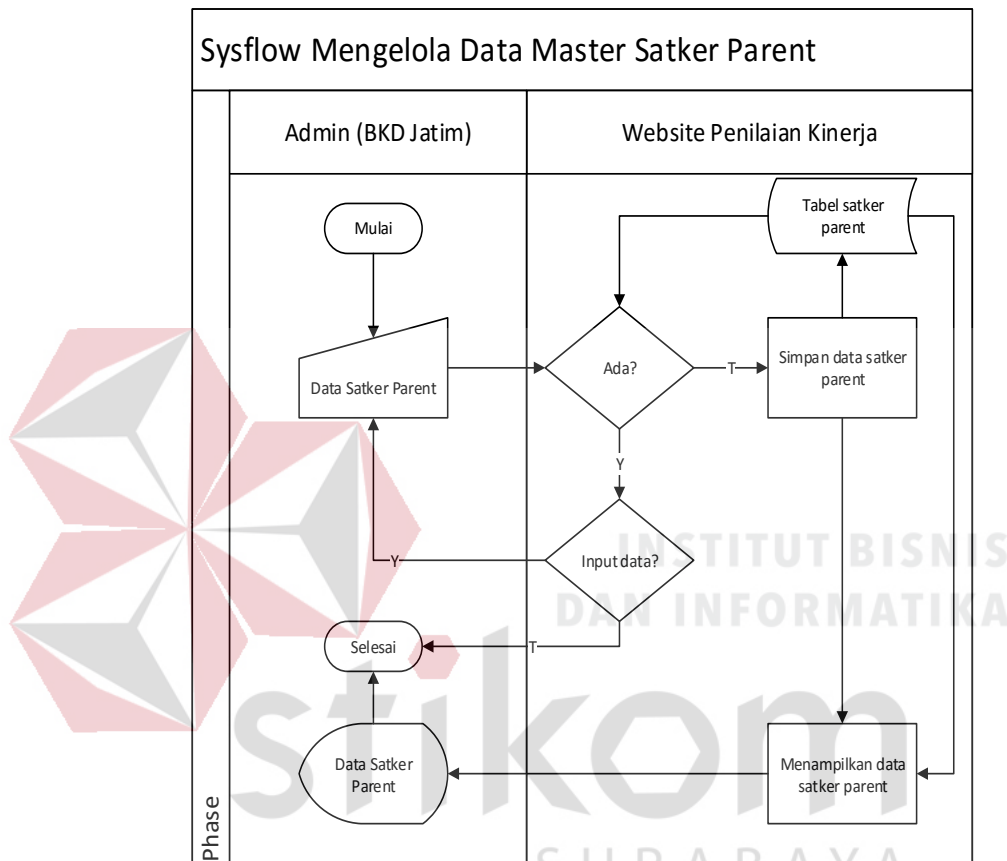 Sysflow Mengelola Data Master Satker Parent
Admin (BKD Jatim)
Website Penilaian Kinerja
Mulai
Tabel satker
parent
Data Satker Parent
Ada?
T
Simpan data satker
parent
Y
Y
Input data?
INSTITUT BISNIS
DAN INFORMATIKA
Selesai
T
stikom
Data Satker
Parent
Menampilkan data
satker parent
Phase
SURABAYA